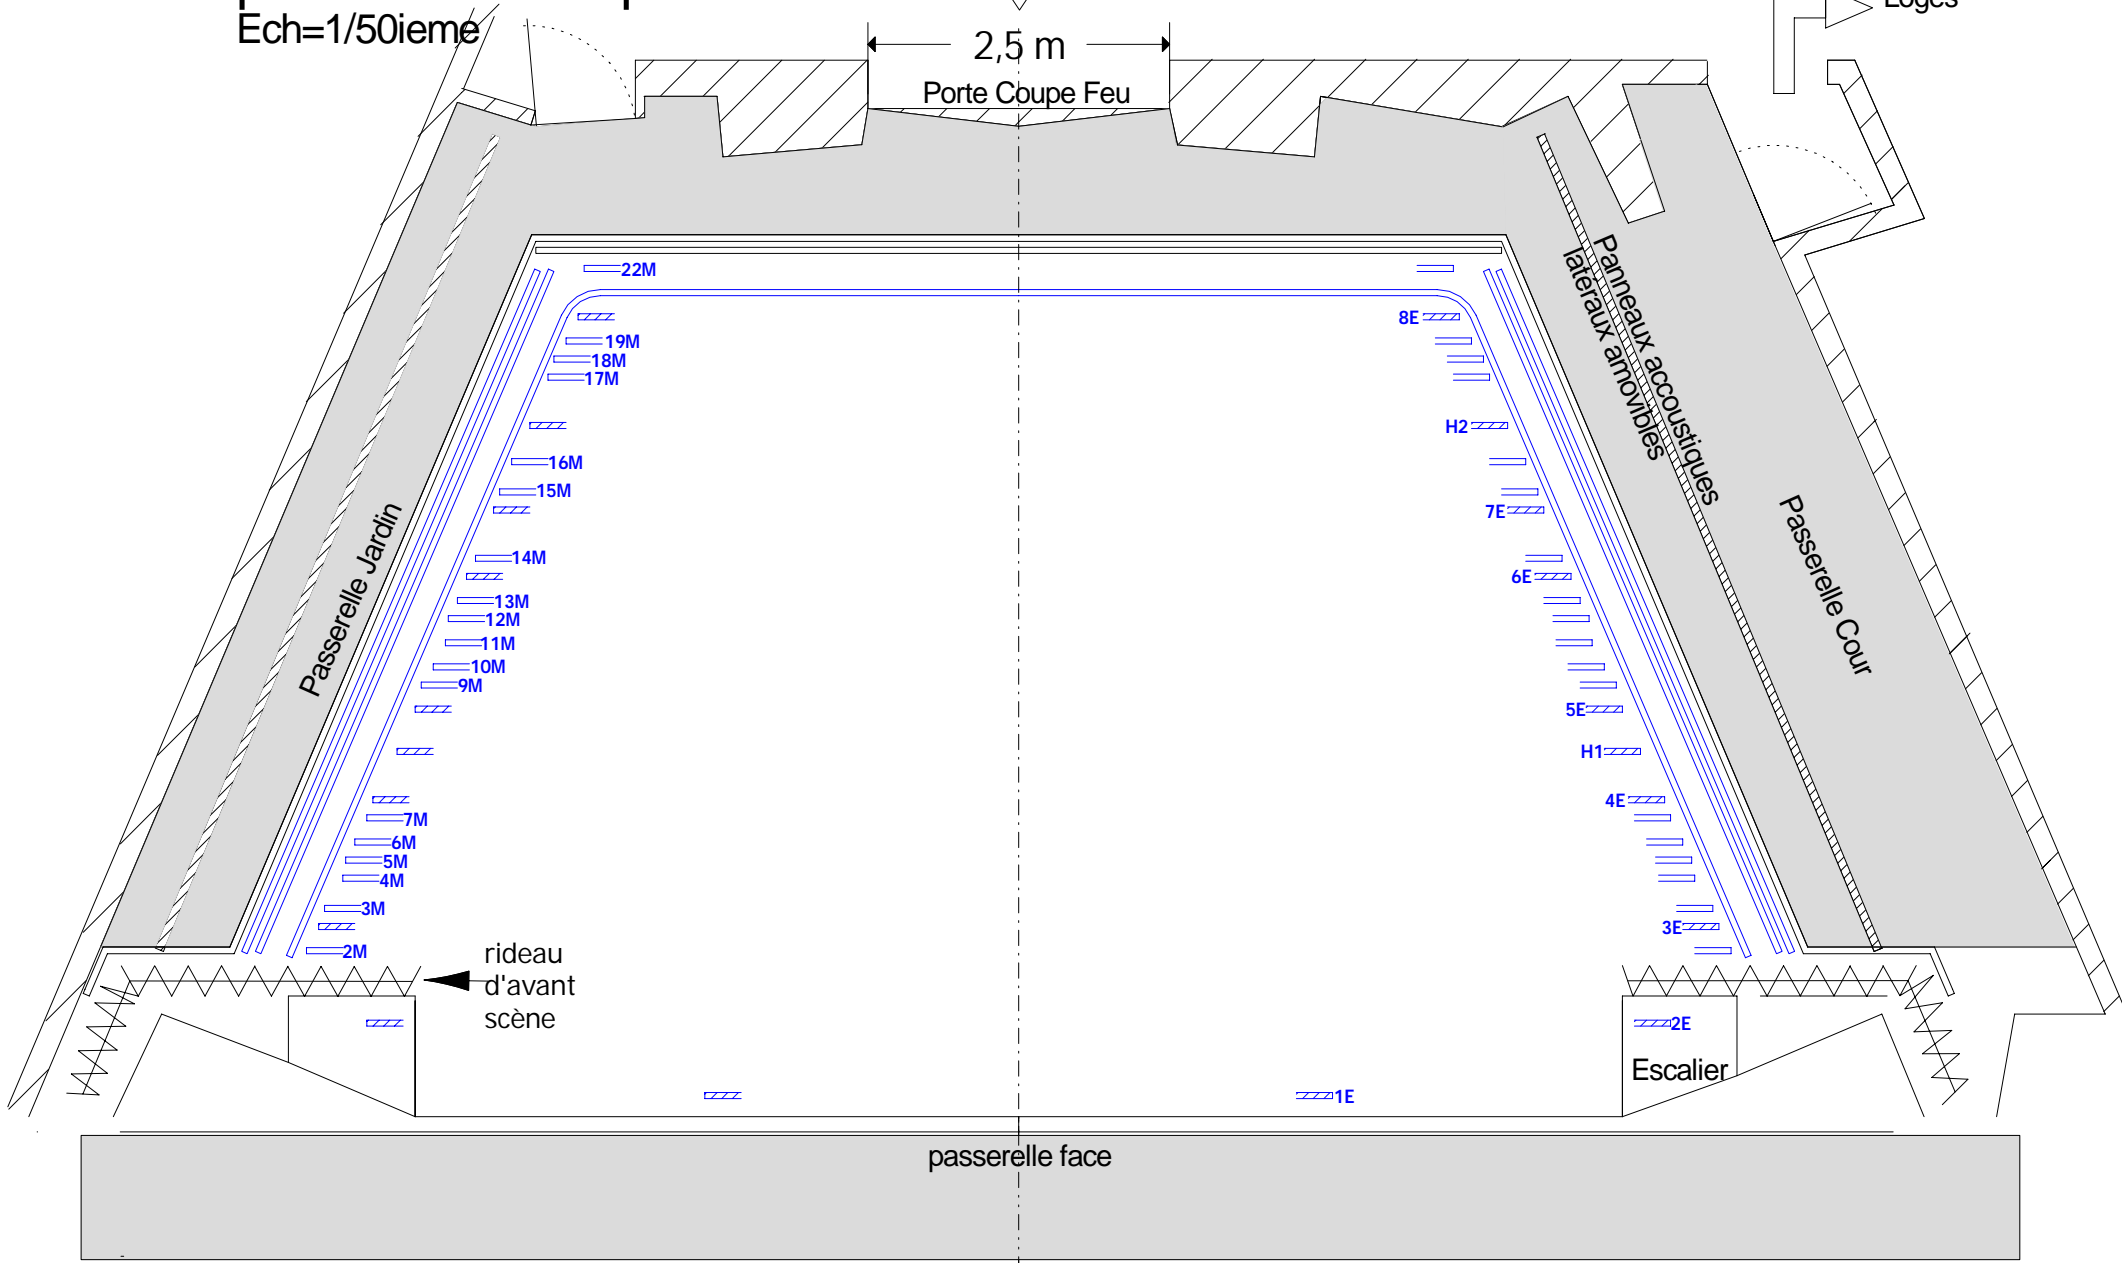 Ech=1/50ieme
Loges
2,5 m
Porte Coupe Feu
22M
8E
19M
18M
17M
H2
16M
15M
7E
14M
6E
13M
12M
11M
10M
9M
5E
H1
4E
7M
6M
5M
4M
3M
3E
2M
Passerelle Jardin
Panneaux accoustiques
latéraux amovibles
Passerelle Cour
rideau
d'avant
scène
2E
Escalier
1E
passerelle face